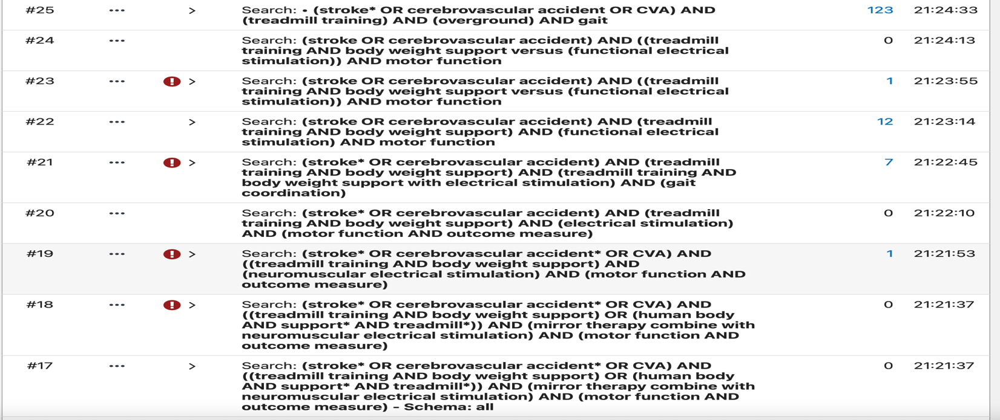 #25 ... > Search: • (stroke* OR cerebrovascular accident OR CVA) AND 123 21:24:33
(treadmill training) AND (overground) AND gait
#24 ... Search: (stroke OR cerebrovascular accident) AND ((treadmill 0 21:24:13
training AND body weight support versus (functional electrical
stimulation)) AND motor function
#23 ... ! > Search: (stroke OR cerebrovascular accident) AND ((treadmill 1 21:23:55
training AND body weight support versus (functional electrical
stimulation)) AND motor function
#22 ... > Search: (stroke OR cerebrovascular accident) AND (treadmill 12 21:23:14
training AND body weight support) AND (functional electrical
stimulation) AND motor function
#21 ... ! > Search: (stroke* OR cerebrovascular accident) AND (treadmill 7 21:22:45
training AND body weight support) AND (treadmill training AND
body weight support with electrical stimulation) AND (gait
coordination)
#20 ... Search: (stroke* OR cerebrovascular accident) AND (treadmill 0 21:22:10
training AND body weight support) AND (electrical stimulation)
AND (motor function AND outcome measure)
#19 ... ! > Search: (stroke* OR cerebrovascular accident* OR CVA) AND 1 21:21:53
((treadmill training AND body weight support) AND
(neuromuscular electrical stimulation) AND (motor function AND
outcome measure)
#18 ... ! > Search: (stroke* OR cerebrovascular accident* OR CVA) AND 0 21:21:37
((treadmill training AND body weight support) OR (human body
AND support* AND treadmill*)) AND (mirror therapy combine with
neuromuscular electrical stimulation) AND (motor function AND
outcome measure)
#17 ... > Search: (stroke* OR cerebrovascular accident* OR CVA) AND 0 21:21:37
((treadmill training AND body weight support) OR (human body
AND support* AND treadmill*)) AND (mirror therapy combine with
neuromuscular electrical stimulation) AND (motor function AND
outcome measure) - Schema: all